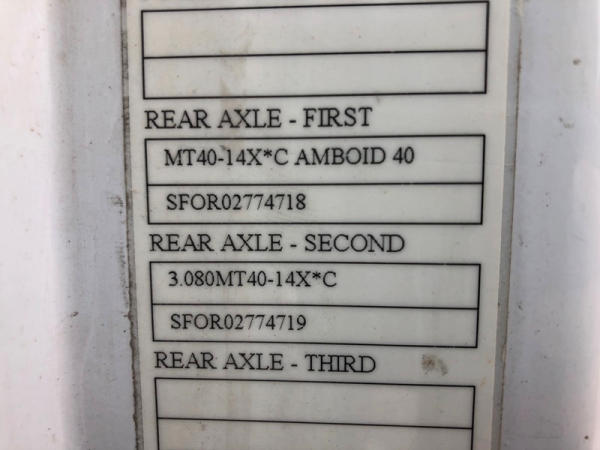 REAR AXLE - FIRST
MT40-14X*C AMBOID 40
SFOR02774718
REAR AXLE - SECOND
3.080MT40-14X*C
SFOR02774719
REAR AXLE - THIRD